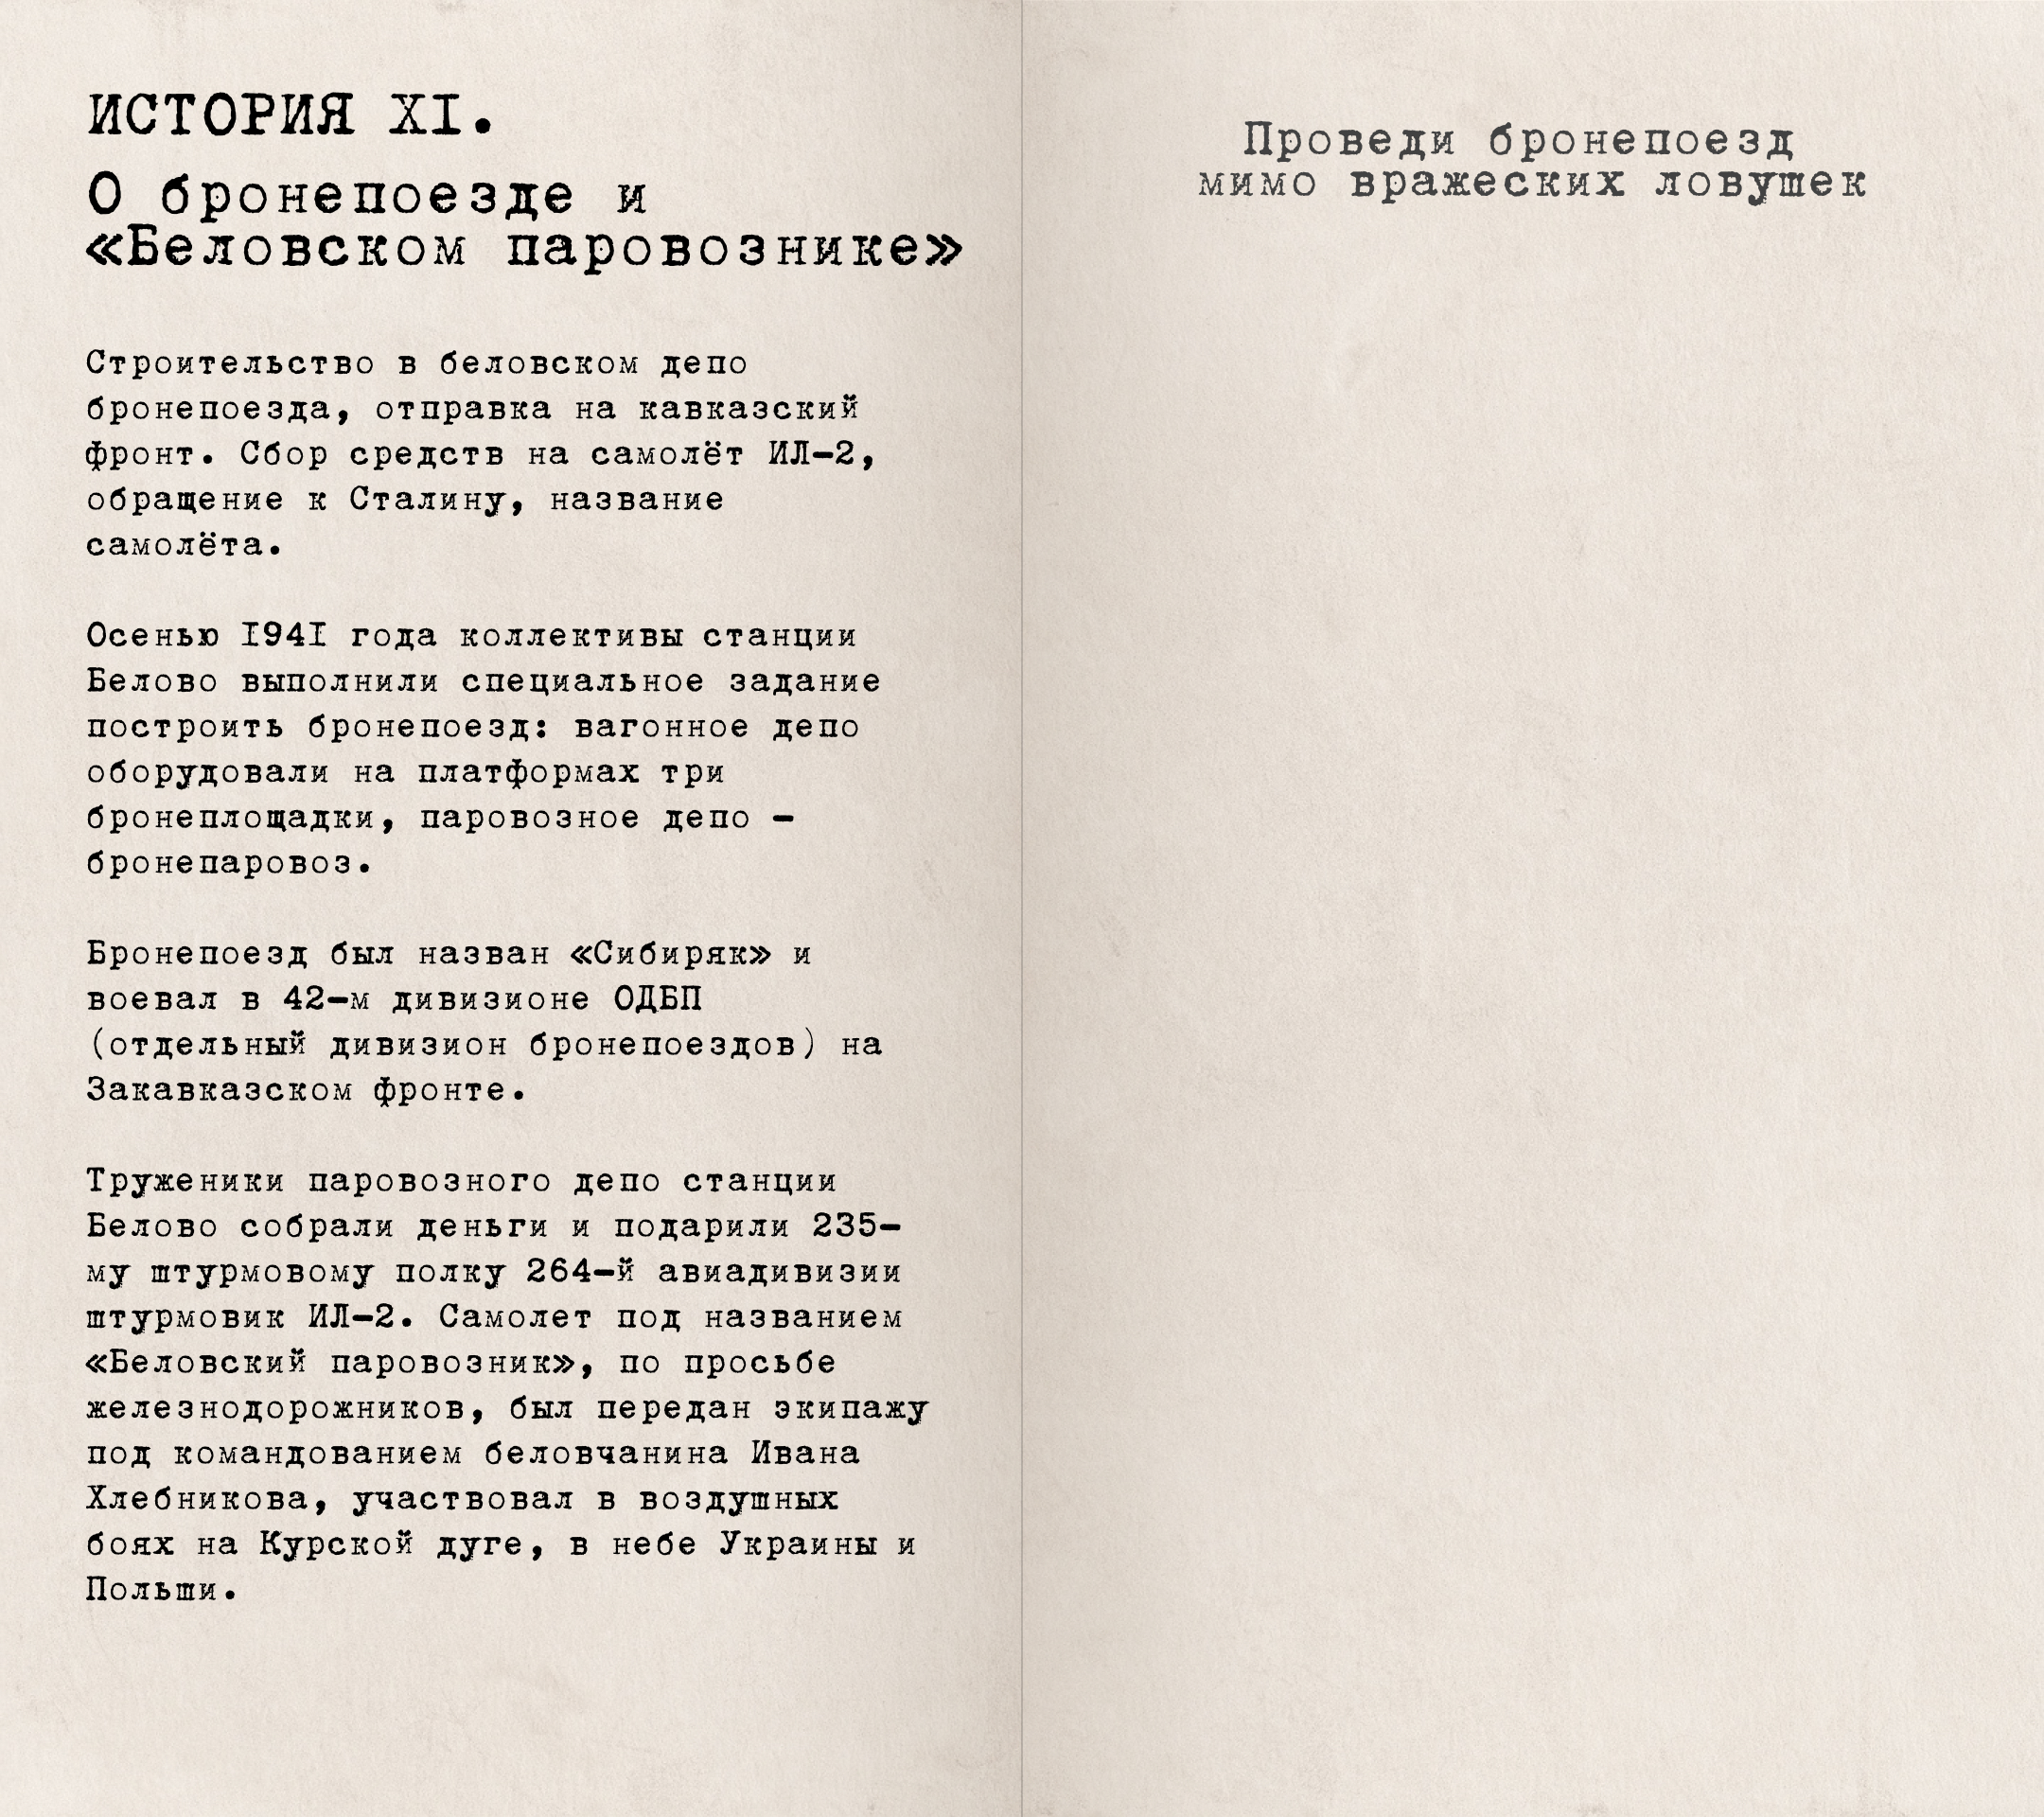 ИСТОРИЯ XI.
О бронепоезде и
«Беловском паровознике»
Строительство в беловском депо
бронепоезда, отправка на кавказский
фронт. Сбор средств на самолёт ИЛ-2,
обращение к Сталину, название
самолёта.
Осенью 1941 года коллективы станции
Белово выполнили специальное задание
построить бронепоезд: вагонное депо
оборудовали на платформах три
бронеплощадки, паровозное депо -
бронепаровоз.
Бронепоезд был назван «Сибиряк» и
воевал в 42-м дивизионе ОДБП
(отдельный дивизион бронепоездов) на
Закавказском фронте.
Труженики паровозного депо станции
Белово собрали деньги и подарили 235-
му штурмовому полку 264-й авиадивизии
штурмовик ИЛ-2. Самолет под названием
«Беловский паровозник», по просьбе
железнодорожников, был передан экипажу
под командованием беловчанина Ивана
Хлебникова, участвовал в воздушных
боях на Курской дуге, в небе Украины и
Польши.
Проведи бронепоезд
мимо вражеских ловушек